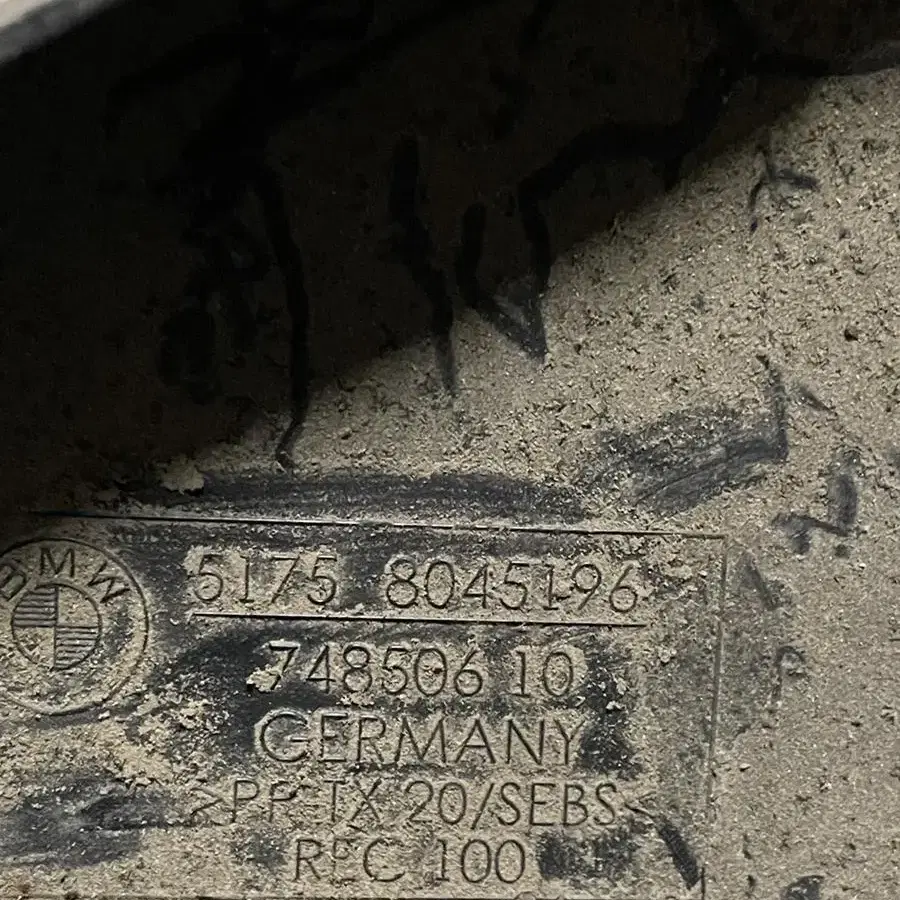 BMW
5175 8045196
748506 10
GERMANY
>PP-TX 20/SEBS<
REC 100